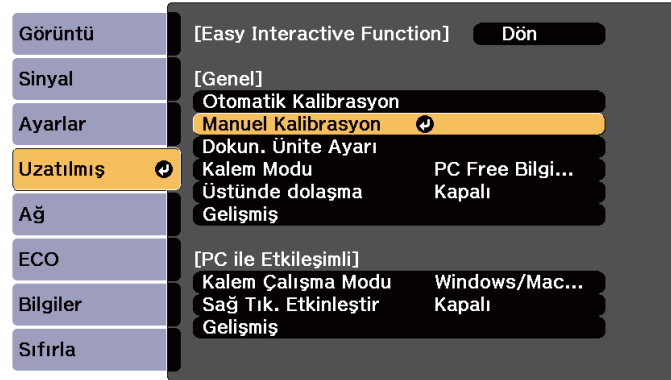 Görüntü
Sinyal
Ayarlar
Uzatılmış
Ağ
ECO
Bilgiler
Sıfırla
[Easy Interactive Function] Dön
[Genel]
Otomatik Kalibrasyon
Manuel Kalibrasyon
Dokun. Ünite Ayarı
Kalem Modu PC Free Bilgi...
Üstünde dolaşma Kapalı
Gelişmiş
[PC ile Etkileşimli]
Kalem Çalışma Modu Windows/Mac...
Sağ Tık. Etkinleştir Kapalı
Gelişmiş